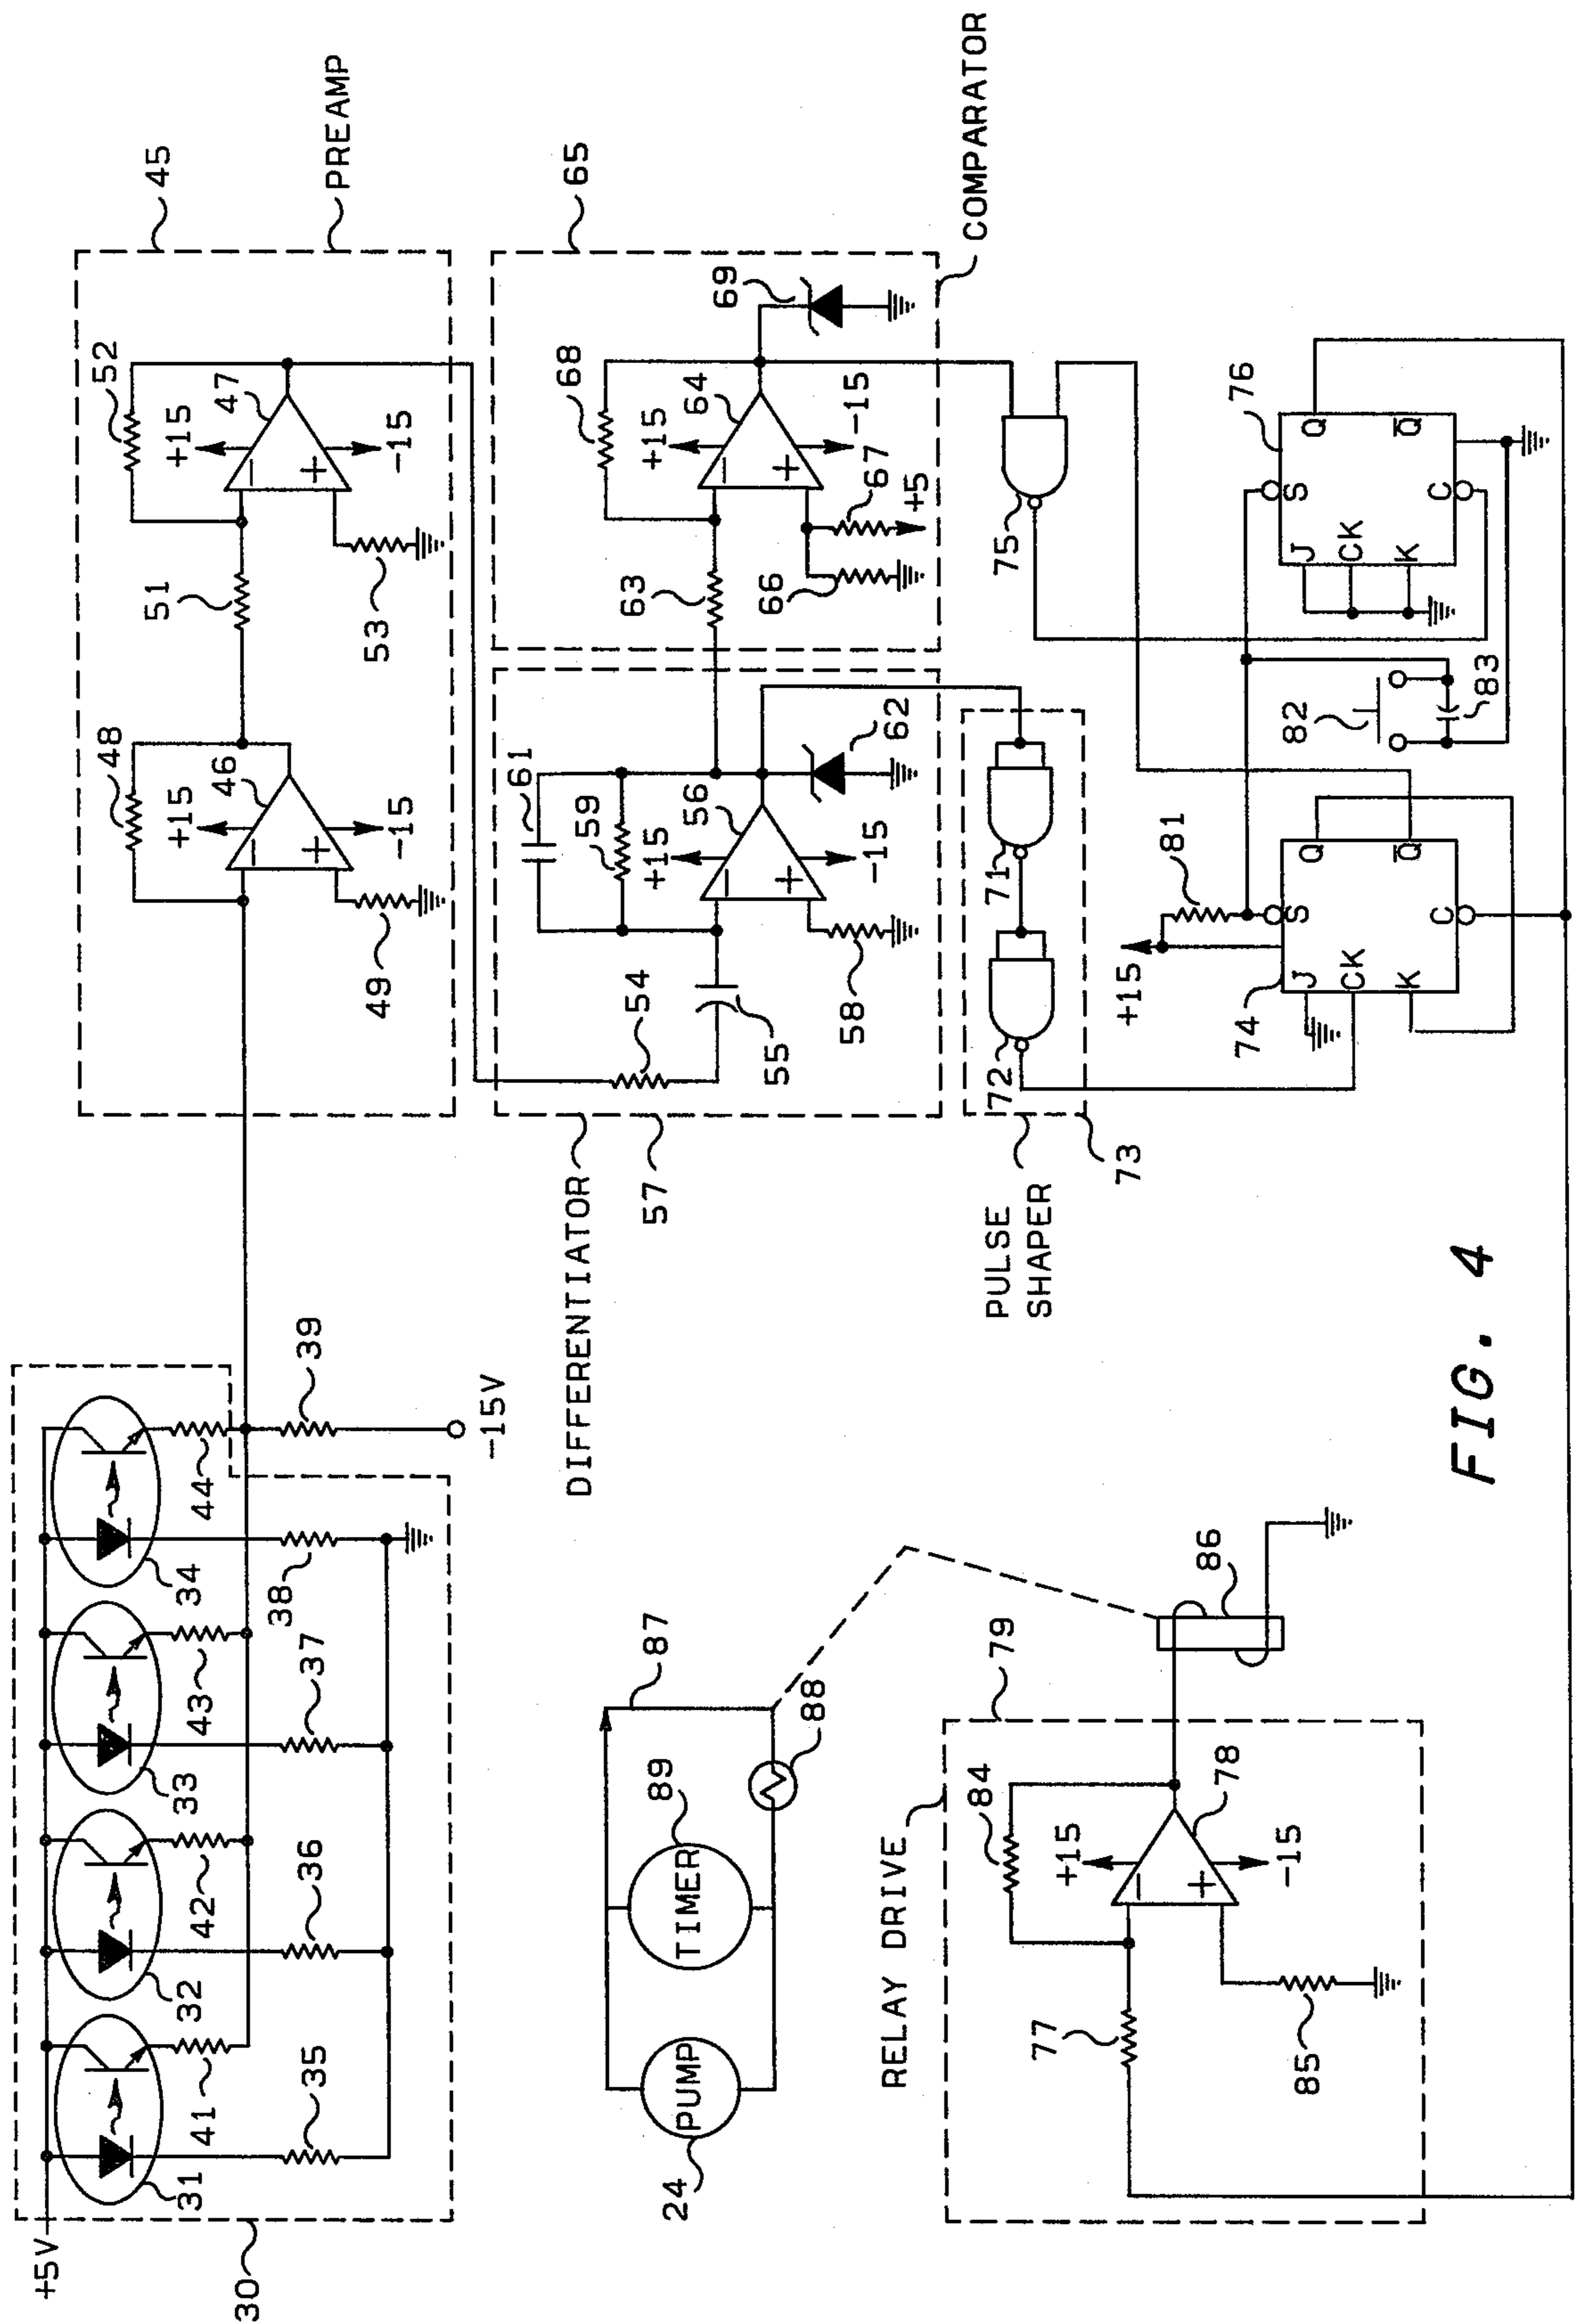 +5V
30
31
41
35
32
42
36
33
43
37
34
44
38
39
-15V
45
PREAMP
48
+15
46
-15
49
51
52
+15
47
-15
53
DIFFERENTIATOR
57
54
55
61
59
+15
56
-15
58
62
65
COMPARATOR
63
68
+15
64
-15
66
67
+5
69
PULSE
SHAPER
73
72
71
75
+15
81
74
J
CK
K
S
C
Q
Q̅
82
83
76
J
CK
K
S
C
Q
Q̅
24
PUMP
TIMER
89
88
87
RELAY DRIVE
79
77
84
+15
78
-15
85
86
FIG. 4